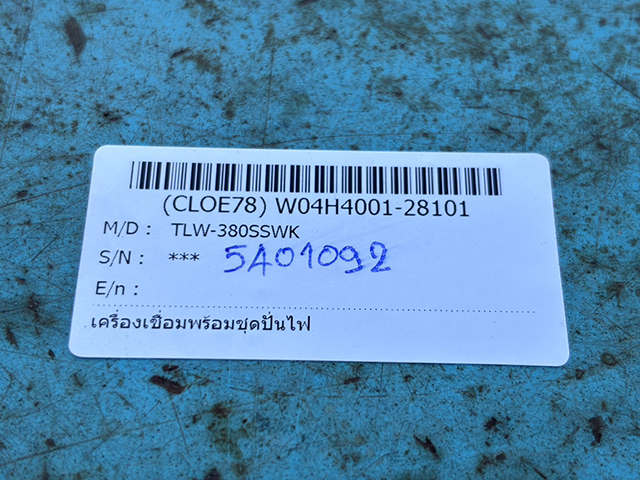 (CLOE78) W04H4001-28101
M/D : TLW-380SSWK
S/N : *** 5A01092
E/n :
เครื่องเชื่อมพร้อมชุดปั่นไฟ